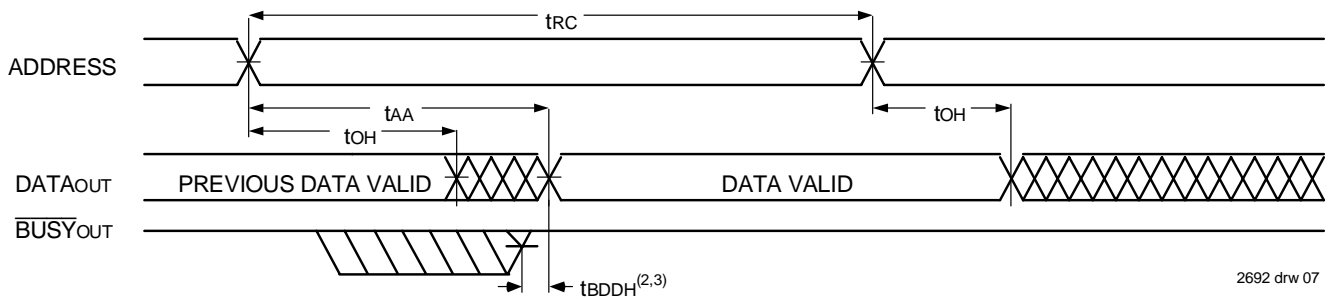 tRC
ADDRESS
tAA
tOH
tOH
DATAOUT
PREVIOUS DATA VALID
DATA VALID
BUSYOUT
tBDDH(2,3)
2692 drw 07